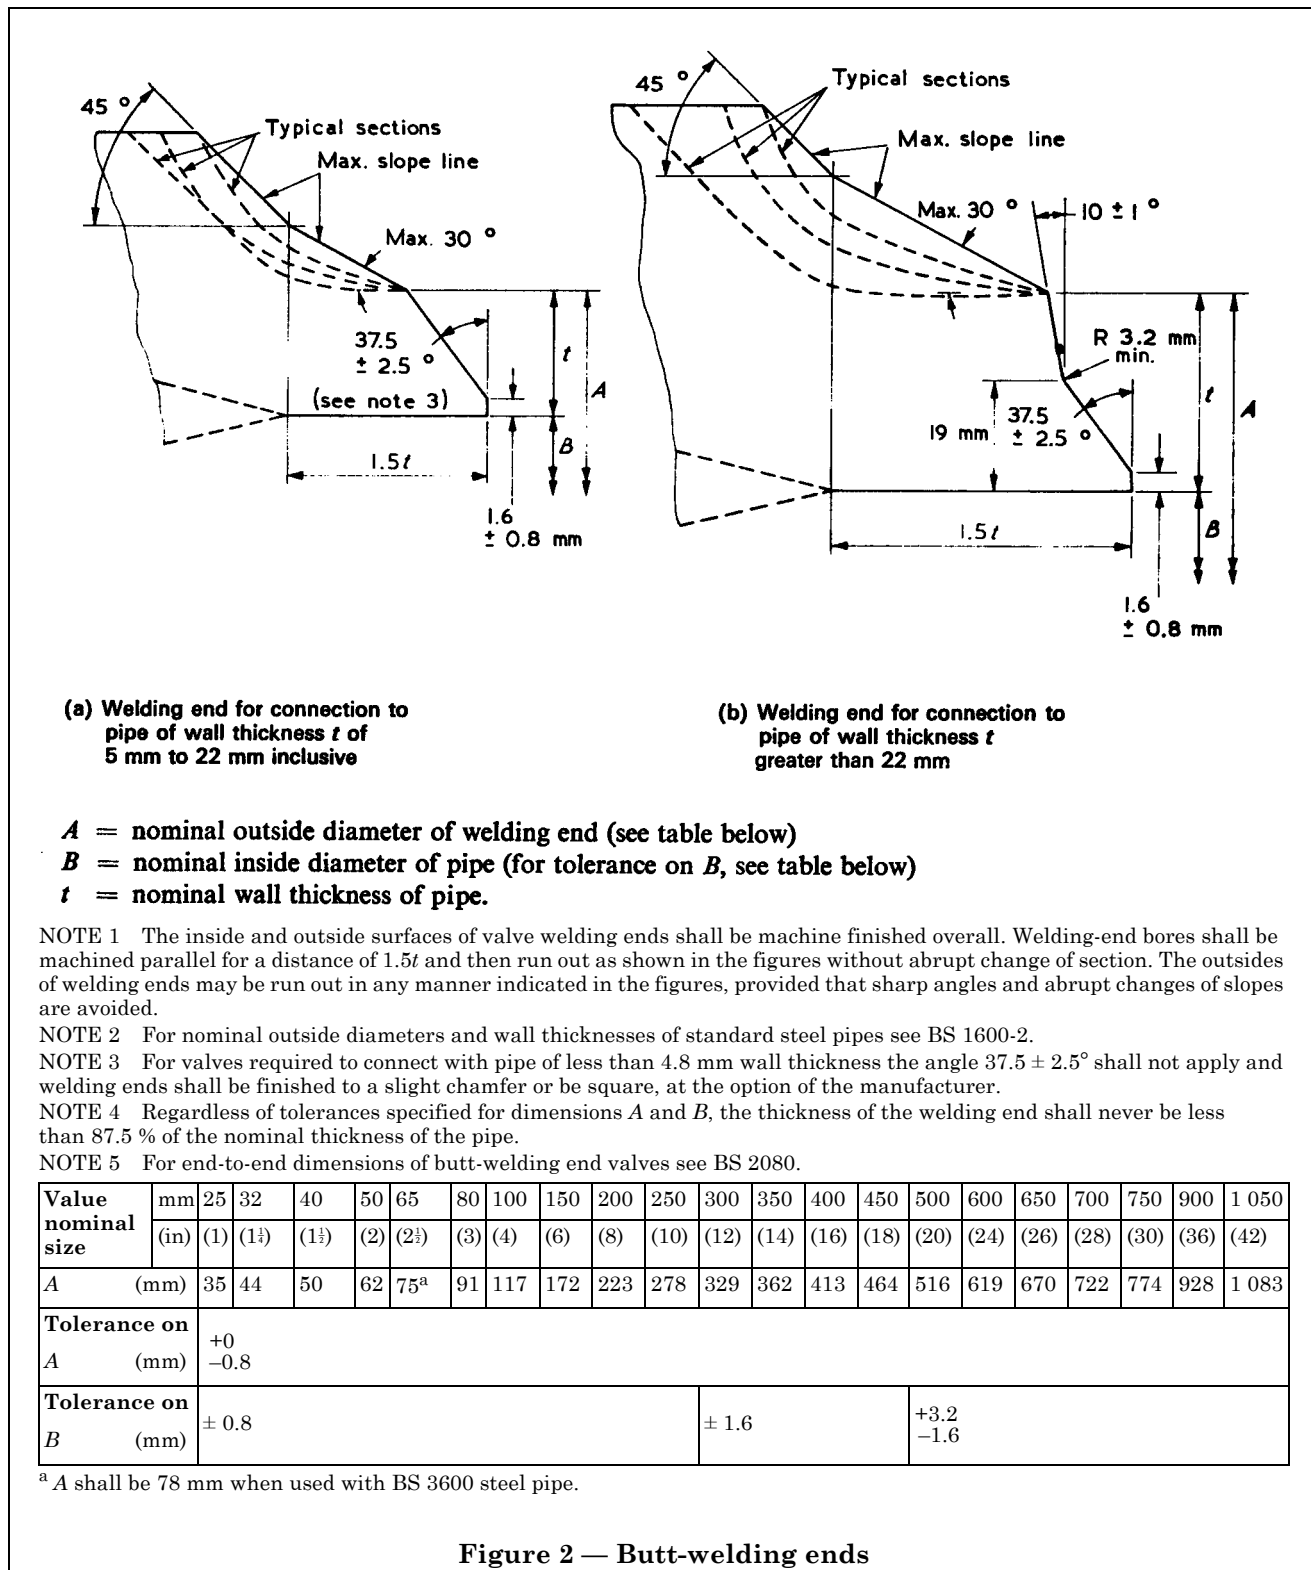 45 °
Typical sections
Max. slope line
Max. 30 °
37.5
± 2.5 °
(see note 3)
t
A
B
1.5t
1.6
± 0.8 mm
45 °
Typical sections
Max. slope line
Max. 30 °
10 ± 1 °
R 3.2 mm
min.
19 mm
37.5
± 2.5 °
t
A
B
1.5t
1.6
± 0.8 mm
(a) Welding end for connection to
pipe of wall thickness t of
5 mm to 22 mm inclusive
(b) Welding end for connection to
pipe of wall thickness t
greater than 22 mm
A = nominal outside diameter of welding end (see table below)
B = nominal inside diameter of pipe (for tolerance on B, see table below)
t = nominal wall thickness of pipe.
NOTE 1 The inside and outside surfaces of valve welding ends shall be machine finished overall. Welding-end bores shall be
machined parallel for a distance of 1.5t and then run out as shown in the figures without abrupt change of section. The outsides
of welding ends may be run out in any manner indicated in the figures, provided that sharp angles and abrupt changes of slopes
are avoided.
NOTE 2 For nominal outside diameters and wall thicknesses of standard steel pipes see BS 1600-2.
NOTE 3 For valves required to connect with pipe of less than 4.8 mm wall thickness the angle 37.5 ± 2.5° shall not apply and
welding ends shall be finished to a slight chamfer or be square, at the option of the manufacturer.
NOTE 4 Regardless of tolerances specified for dimensions A and B, the thickness of the welding end shall never be less
than 87.5 % of the nominal thickness of the pipe.
NOTE 5 For end-to-end dimensions of butt-welding end valves see BS 2080.
Value nominal size mm 25 32 40 50 65 80 100 150 200 250 300 350 400 450 500 600 650 700 750 900 1 050
(in) (1) (1¼) (1½) (2) (2½) (3) (4) (6) (8) (10) (12) (14) (16) (18) (20) (24) (26) (28) (30) (36) (42)
A (mm) 35 44 50 62 75ᵃ 91 117 172 223 278 329 362 413 464 516 619 670 722 774 928 1 083
Tolerance on
A (mm) +0 –0.8
Tolerance on
B (mm) ± 0.8 ± 1.6 +3.2 –1.6
ᵃ A shall be 78 mm when used with BS 3600 steel pipe.
Figure 2 — Butt-welding ends